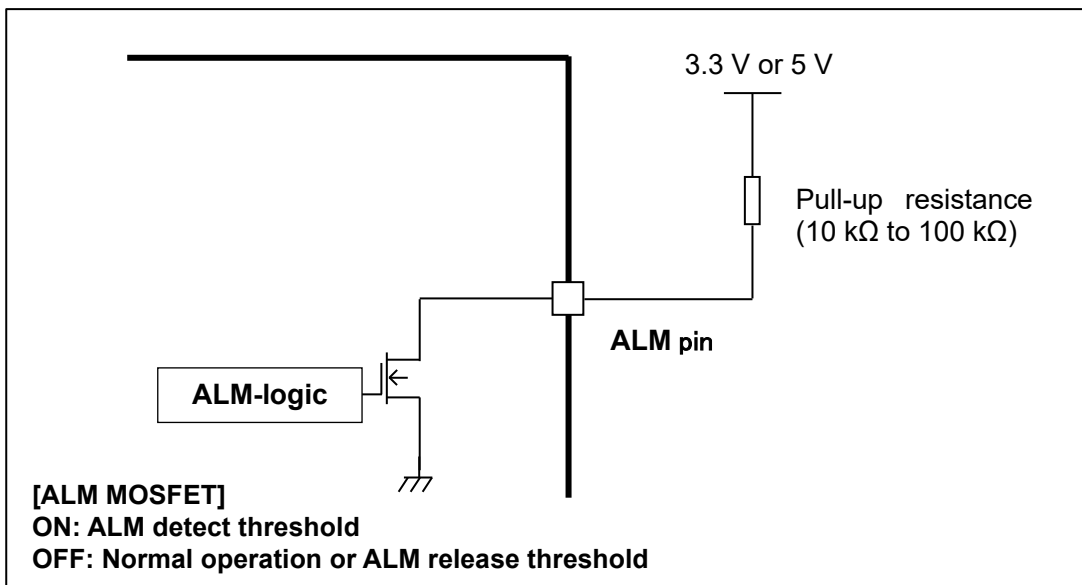 3.3 V or 5 V
Pull-up resistance
(10 kΩ to 100 kΩ)
ALM pin
ALM-logic
[ALM MOSFET]
ON: ALM detect threshold
OFF: Normal operation or ALM release threshold